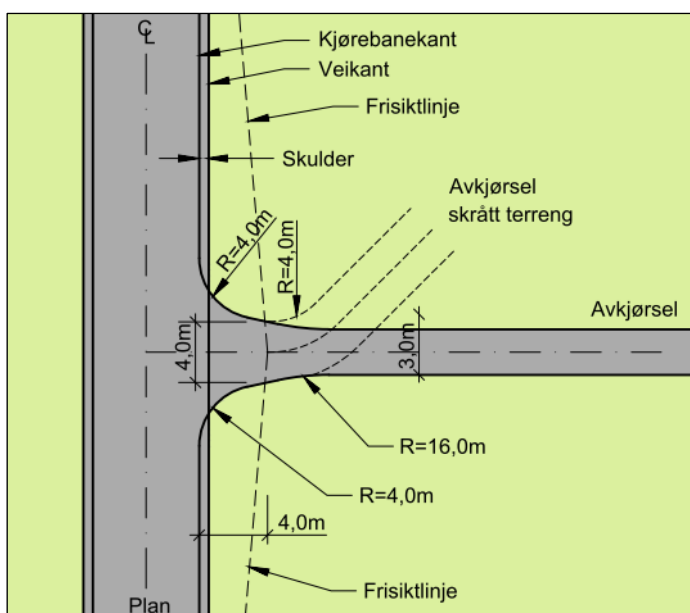 ℄
Kjørebanekant
Veikant
Frisiktlinje
Skulder
Avkjørsel
skrått terreng
R=4,0m
R=4,0m
Avkjørsel
4,0m
3,0m
R=16,0m
R=4,0m
4,0m
Frisiktlinje
Plan